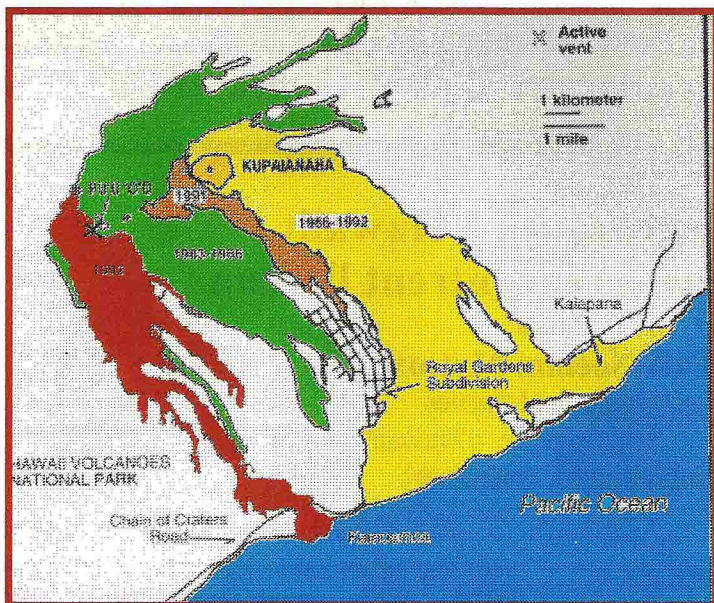 Active
vent
1 kilometer
1 mile
KUPAIANAHA
PUU O'O
1991
1986-1992
1983-1986
1992
Kalapana
Royal Gardens
Subdivision
HAWAII VOLCANOES
NATIONAL PARK
Chain of Craters
Road
Kamoamoa
Pacific Ocean